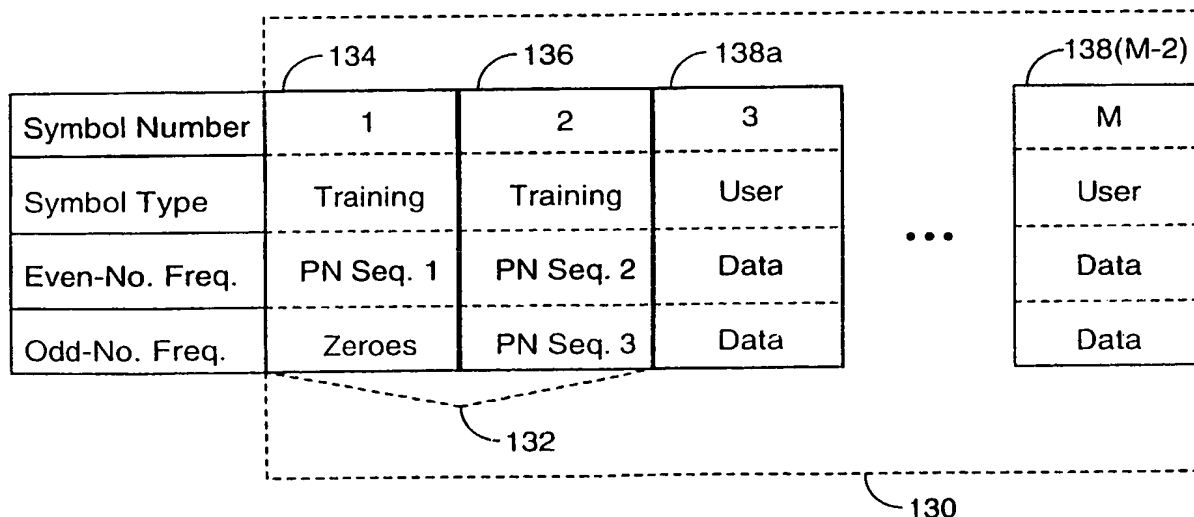 134 136 138a 138(M-2)
Symbol Number 1 2 3 M
Symbol Type Training Training User User
Even-No. Freq. PN Seq. 1 PN Seq. 2 Data ••• Data
Odd-No. Freq. Zeroes PN Seq. 3 Data Data
132
130